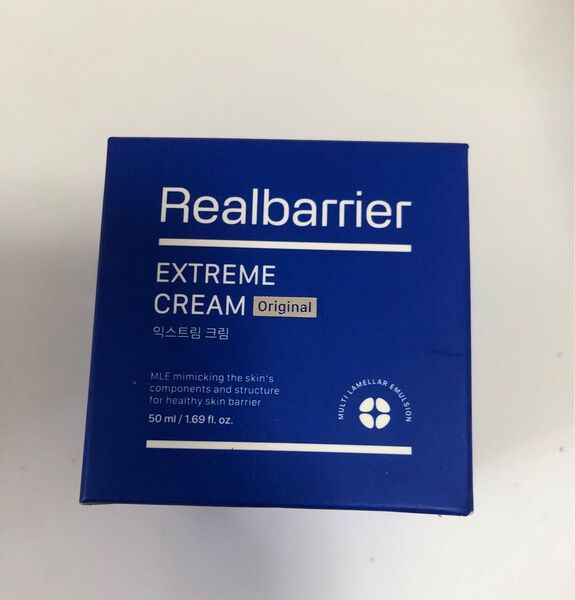 Realbarrier
EXTREME
CREAM Original
익스트림 크림
MLE mimicking the skin's
components and structure
for healthy skin barrier
50 ml / 1.69 fl. oz.
MULTI LAMELLAR EMULSION